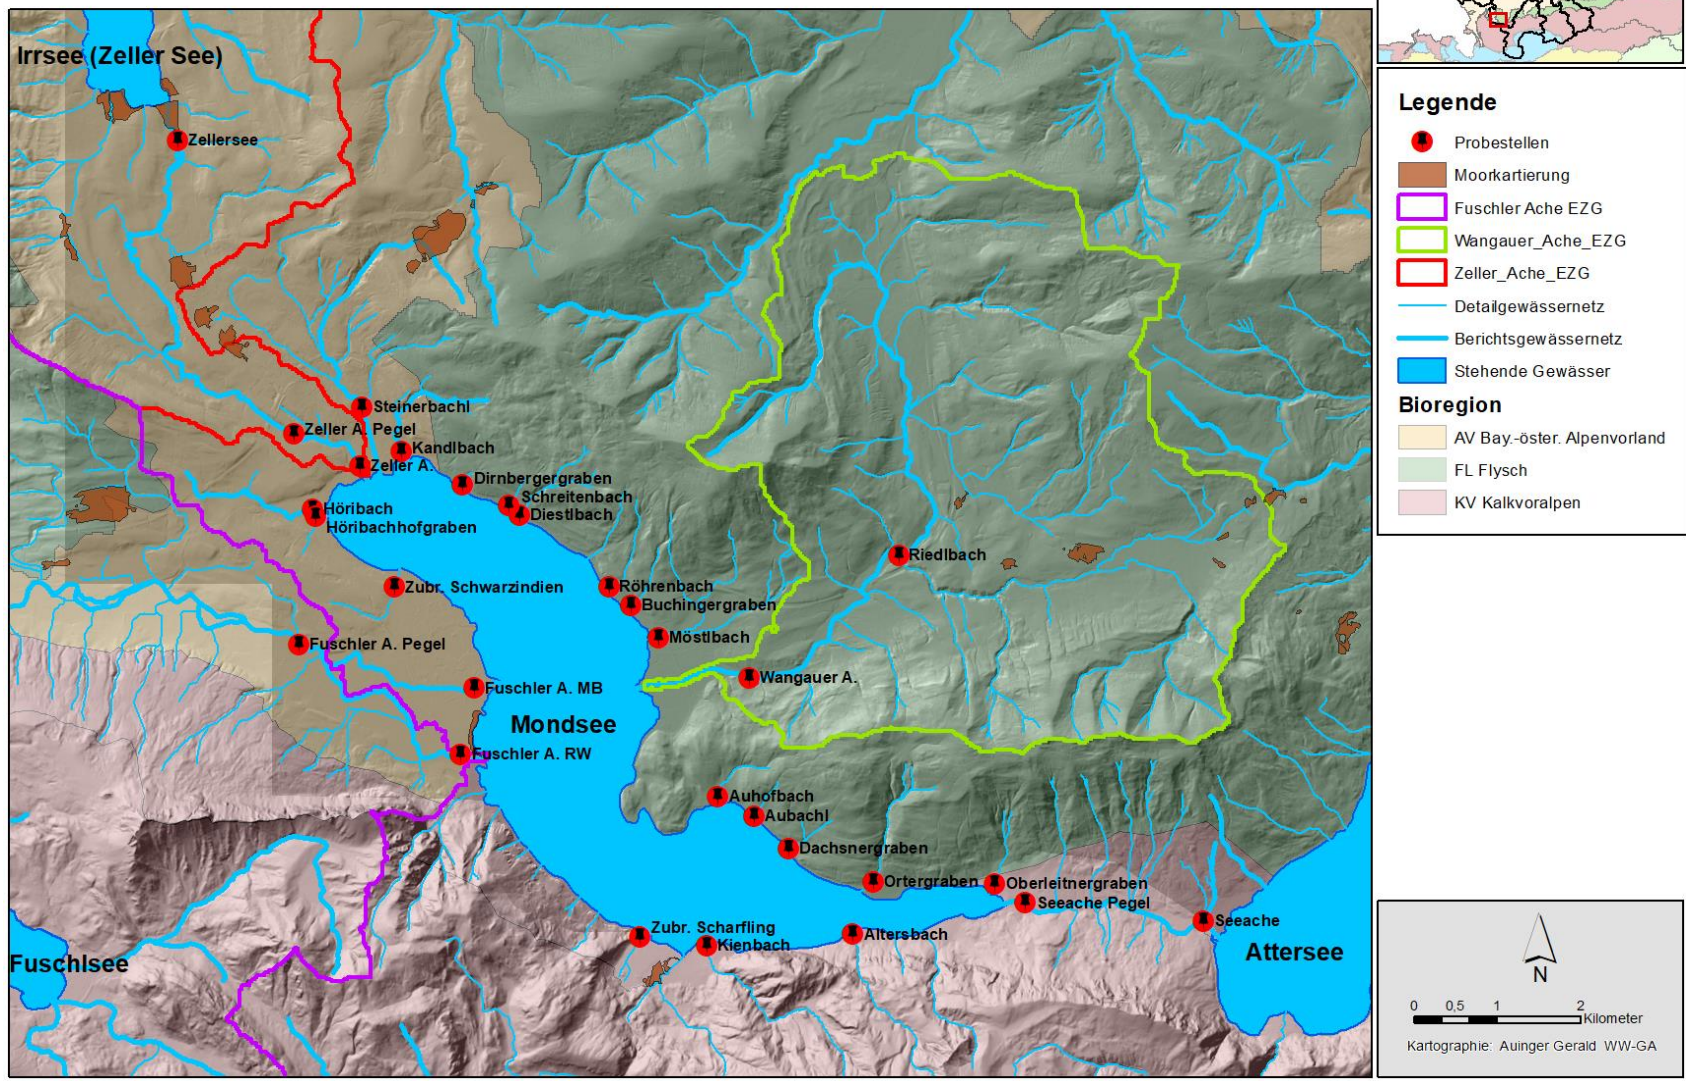 Irrsee (Zeller See)
Zellersee
Steinerbachl
Zeller A. Pegel
Kandlbach
Zeller A.
Dirnbergergraben
Schreitenbach
Diestlbach
Höribach
Höribachhofgraben
Riedlbach
Zubr. Schwarzindien
Röhrenbach
Buchingergraben
Möstlbach
Fuschler A. Pegel
Wangauer A.
Fuschler A. MB
Mondsee
Fuschler A. RW
Auhofbach
Aubachl
Dachsnergraben
Ortergraben
Oberleitnergraben
Seeache Pegel
Seeache
Zubr. Scharfling
Kienbach
Altersbach
Attersee
Fuschlsee
Legende
Probestellen
Moorkartierung
Fuschler Ache EZG
Wangauer_Ache_EZG
Zeller_Ache_EZG
Detailgewässernetz
Berichtsgewässernetz
Stehende Gewässer
Bioregion
AV Bay.-öster. Alpenvorland
FL Flysch
KV Kalkvoralpen
N
0 0,5 1 2
Kilometer
Kartographie: Auinger Gerald WW-GA